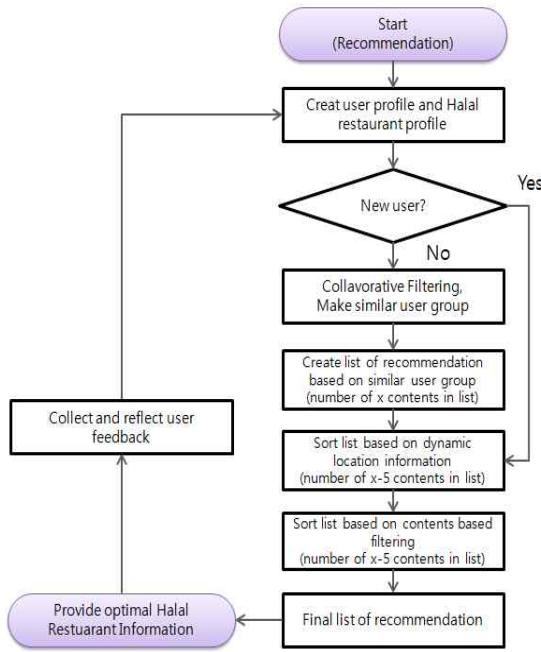 Start
(Recommendation)
Creat user profile and Halal
restaurant profile
New user?
Yes
No
Collavorative Filtering,
Make similar user group
Create list of recommendation
based on similar user group
(number of x contents in list)
Collect and reflect user
feedback
Sort list based on dynamic
location information
(number of x-5 contents in list)
Sort list based on contents based
filtering
(number of x-5 contents in list)
Provide optimal Halal
Restuarant Information
Final list of recommendation